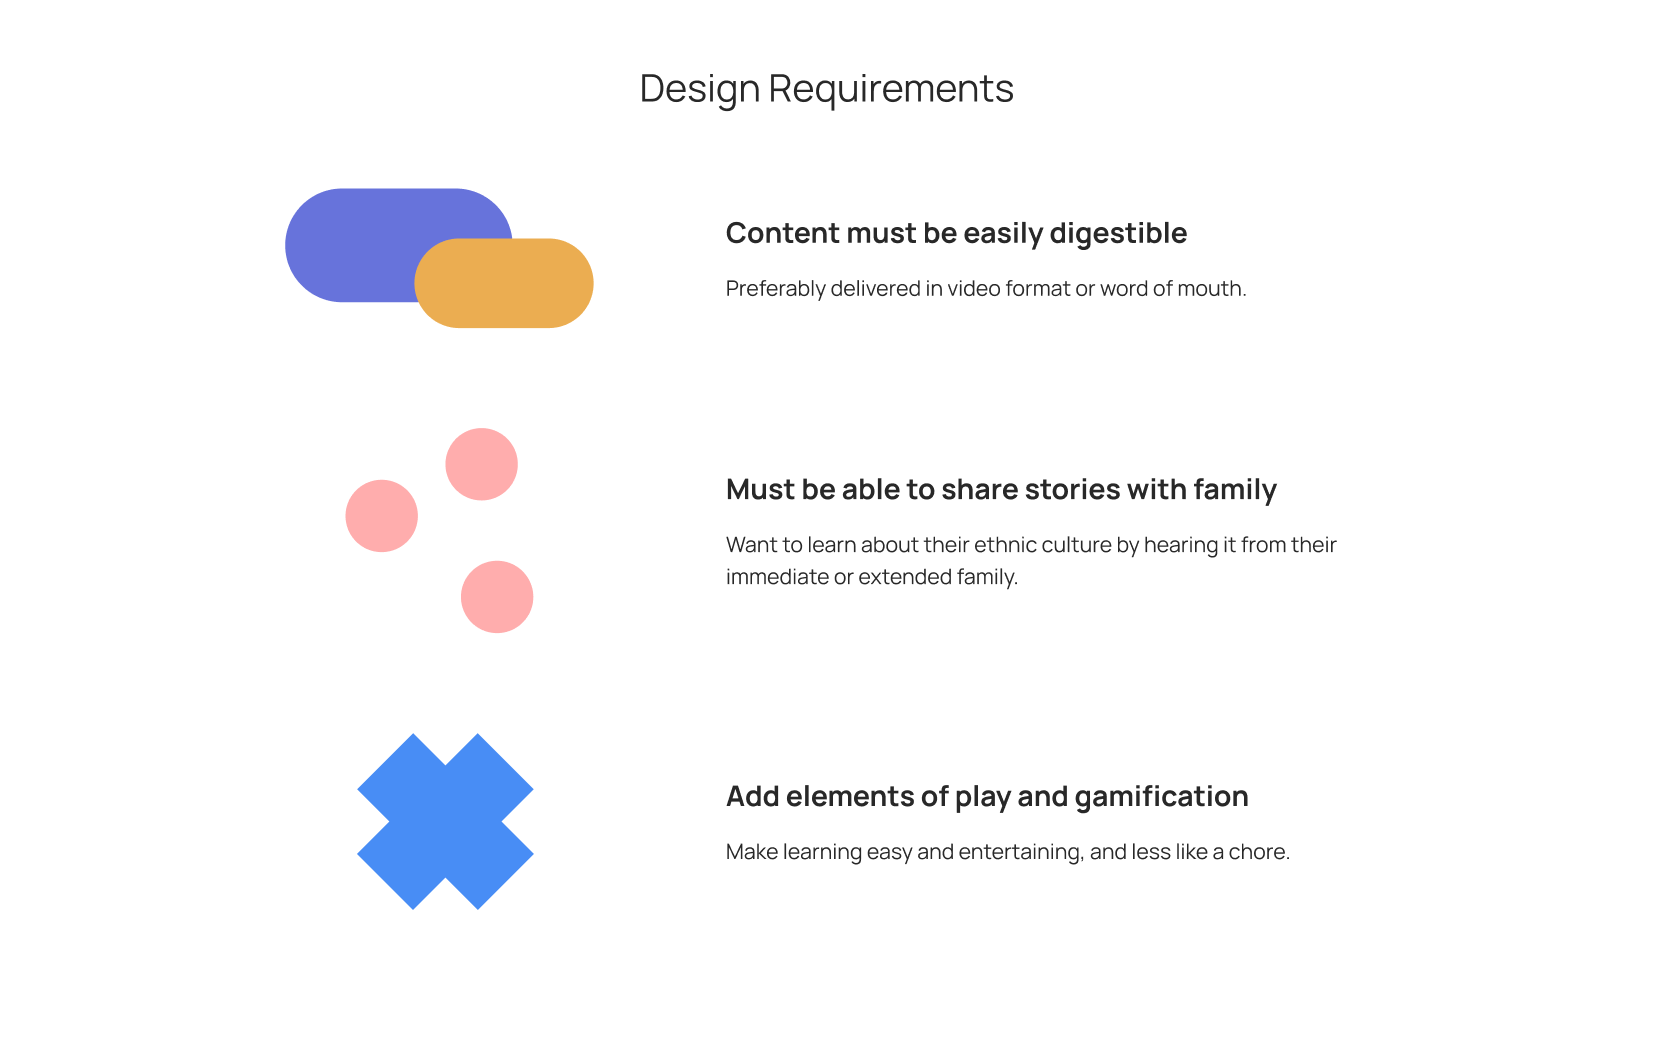 Design Requirements
Content must be easily digestible
Preferably delivered in video format or word of mouth.
Must be able to share stories with family
Want to learn about their ethnic culture by hearing it from their
immediate or extended family.
Add elements of play and gamification
Make learning easy and entertaining, and less like a chore.